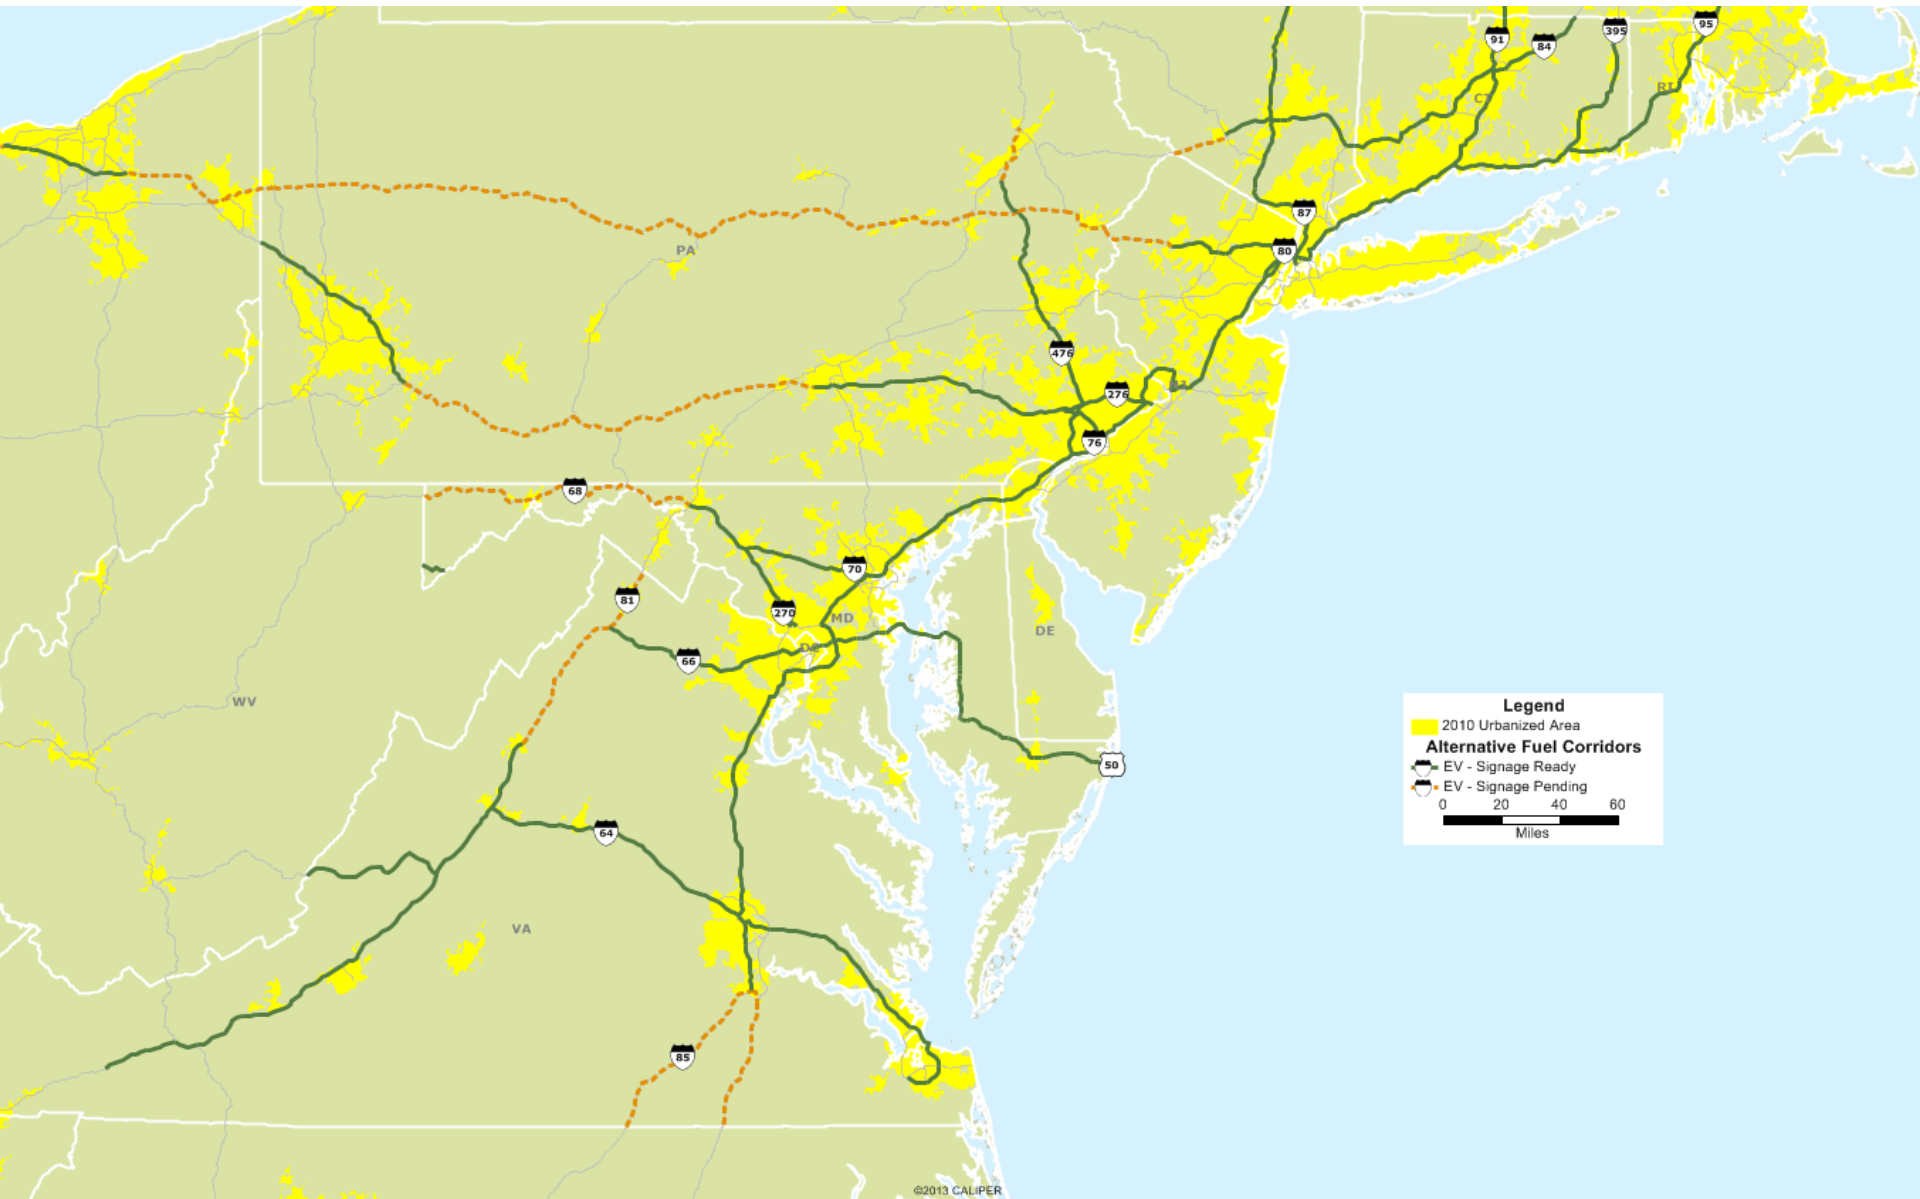 91
84
395
95
CT
RI
87
80
PA
476
276
NJ
76
68
70
81
270
MD
DE
66
DC
WV
50
64
VA
85
Legend
2010 Urbanized Area
Alternative Fuel Corridors
EV - Signage Ready
EV - Signage Pending
0 20 40 60
Miles
©2013 CALIPER